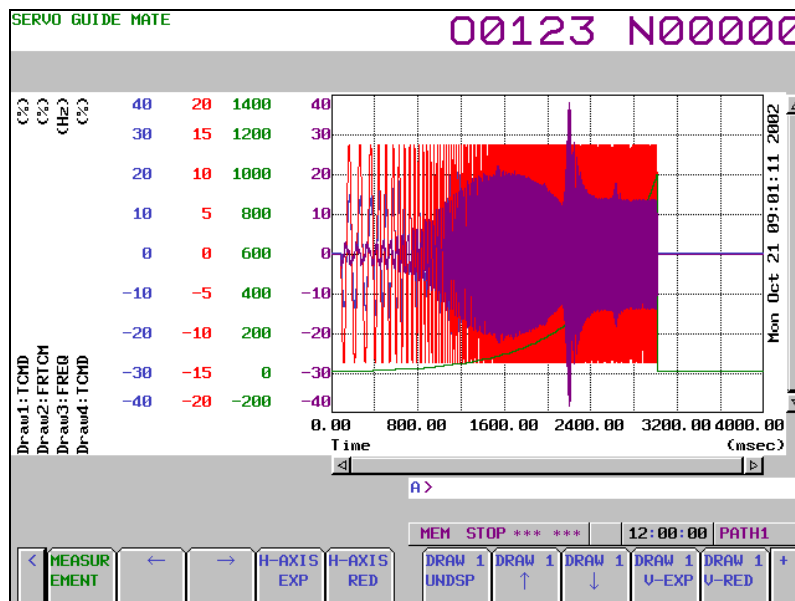 SERVO GUIDE MATE
O0123 N00000
(%) (%) (Hz) (%)
40 20 1400 40
30 15 1200 30
20 10 1000 20
10 5 800 10
0 0 600 0
-10 -5 400 -10
-20 -10 200 -20
-30 -15 0 -30
-40 -20 -200 -40
Draw1:TCMD
Draw2:FRTCM
Draw3:FREQ
Draw4:TCMD
Mon Oct 21 09:01:11 2002
0.00 800.00 1600.00 2400.00 3200.00 4000.00
Time (msec)
A>
MEM STOP *** *** 12:00:00 PATH1
< MEASUREMENT ← → H-AXIS EXP H-AXIS RED DRAW 1 UNDSP DRAW 1 ↑ DRAW 1 ↓ DRAW 1 V-EXP DRAW 1 V-RED +